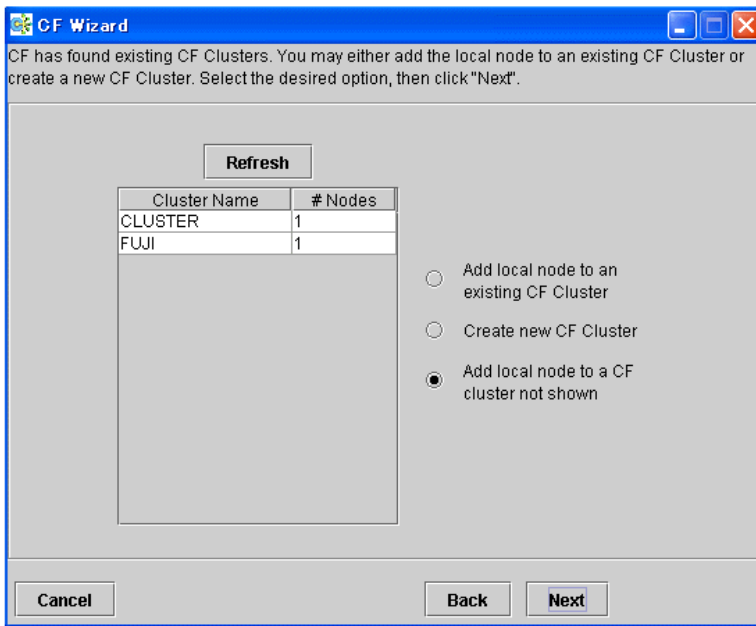 CF Wizard
CF has found existing CF Clusters. You may either add the local node to an existing CF Cluster or
create a new CF Cluster. Select the desired option, then click "Next".
Refresh
Cluster Name # Nodes
CLUSTER 1
FUJI 1
Add local node to an
existing CF Cluster
Create new CF Cluster
Add local node to a CF
cluster not shown
Cancel Back Next